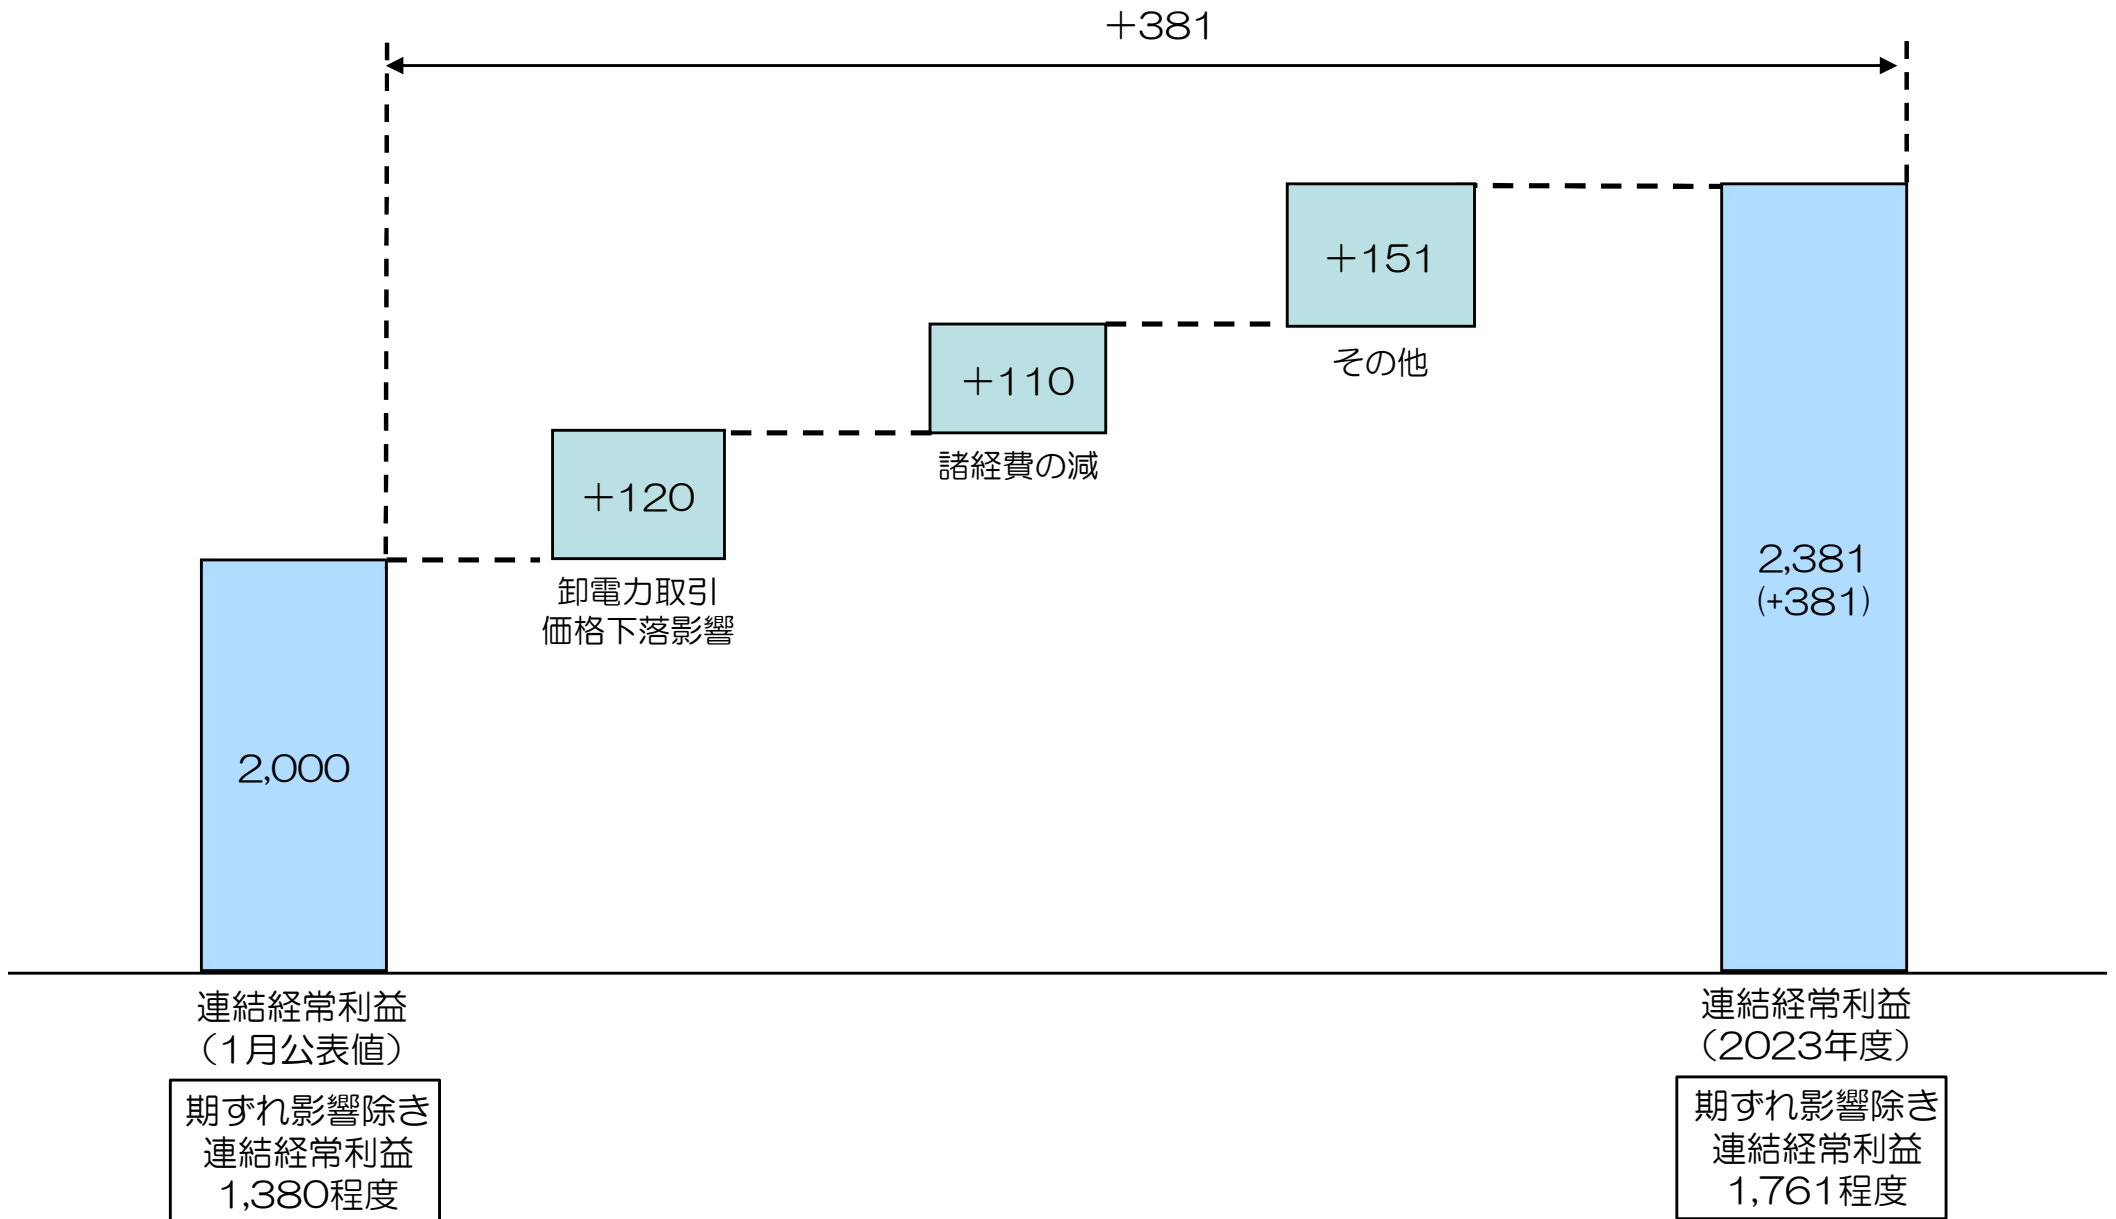 ＋381
＋151
その他
＋110
諸経費の減
＋120
卸電力取引
価格下落影響
2,000
2,381
(+381)
連結経常利益
（1月公表値）
期ずれ影響除き
連結経常利益
1,380程度
連結経常利益
（2023年度）
期ずれ影響除き
連結経常利益
1,761程度